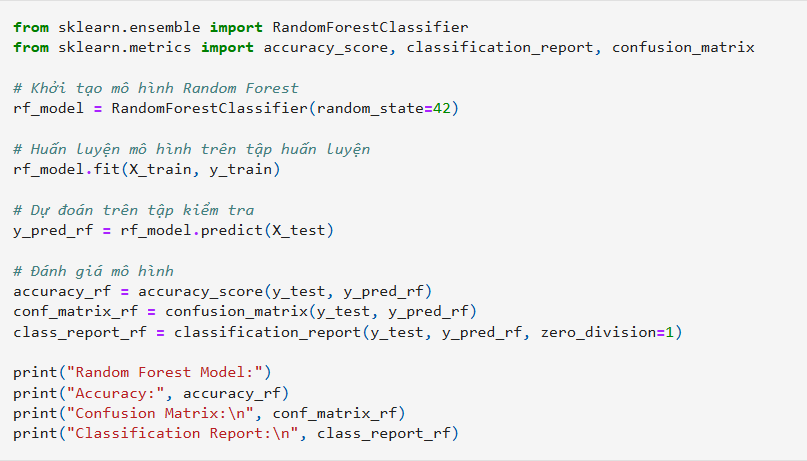 from sklearn.ensemble import RandomForestClassifier
from sklearn.metrics import accuracy_score, classification_report, confusion_matrix
# Khởi tạo mô hình Random Forest
rf_model = RandomForestClassifier(random_state=42)
# Huấn luyện mô hình trên tập huấn luyện
rf_model.fit(X_train, y_train)
# Dự đoán trên tập kiểm tra
y_pred_rf = rf_model.predict(X_test)
# Đánh giá mô hình
accuracy_rf = accuracy_score(y_test, y_pred_rf)
conf_matrix_rf = confusion_matrix(y_test, y_pred_rf)
class_report_rf = classification_report(y_test, y_pred_rf, zero_division=1)
print("Random Forest Model:")
print("Accuracy:", accuracy_rf)
print("Confusion Matrix:\n", conf_matrix_rf)
print("Classification Report:\n", class_report_rf)